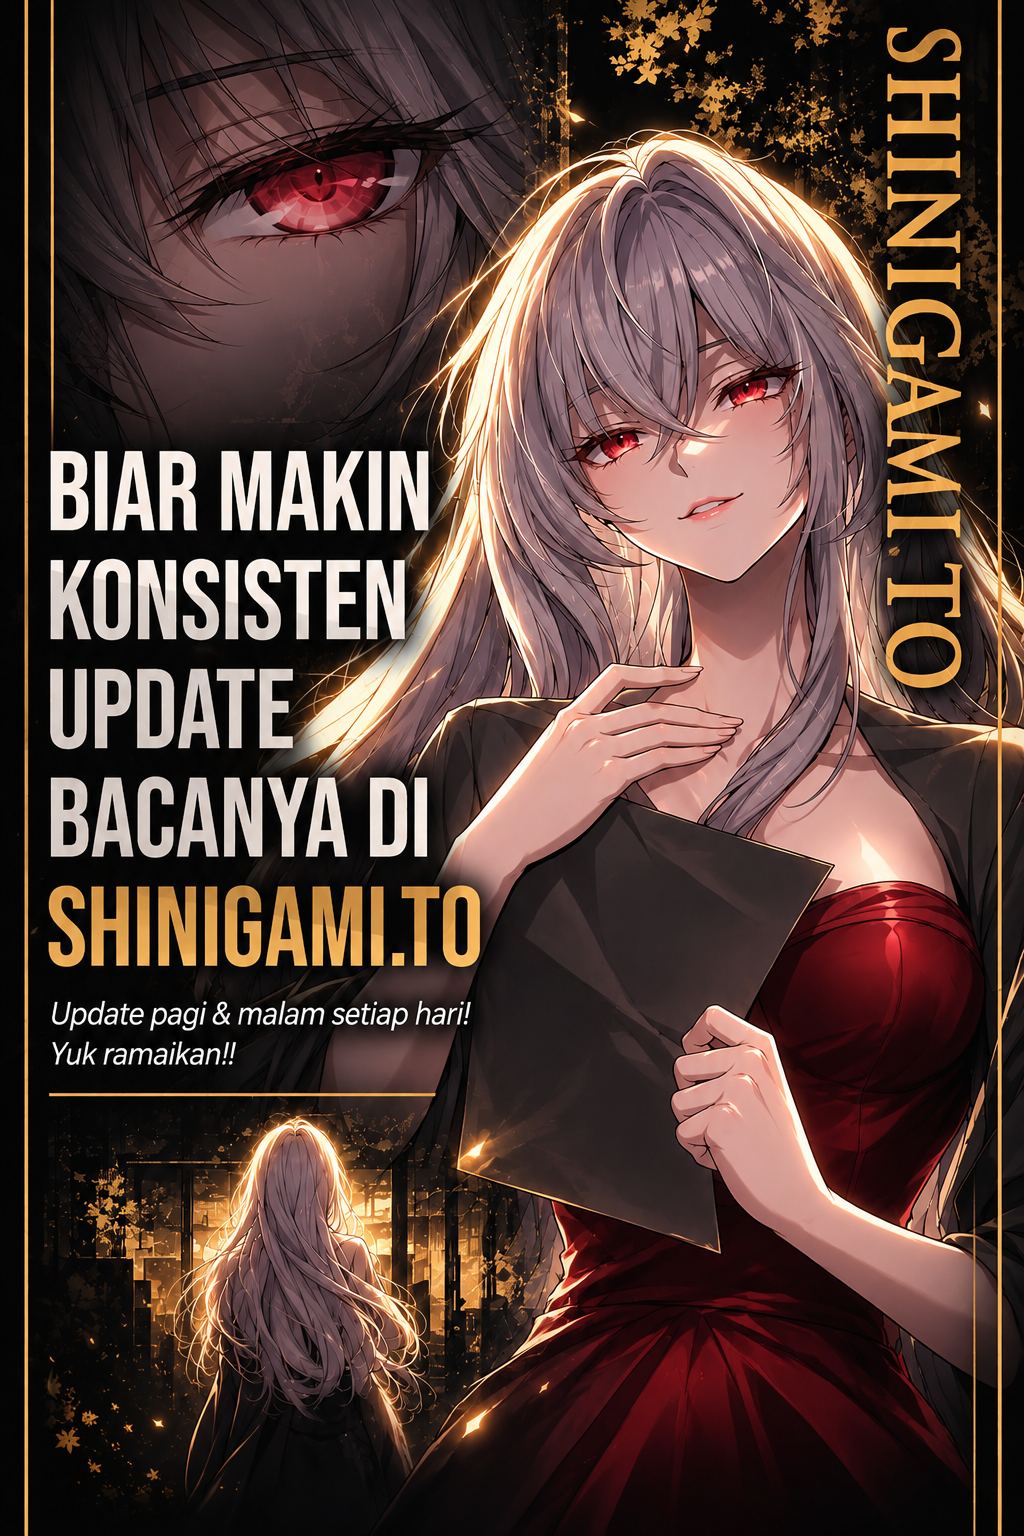 SHINIGAMI.TO
BIAR MAKIN
KONSISTEN
UPDATE
BACANYA DI
SHINIGAMI.TO
Update pagi & malam setiap hari!
Yuk ramaikan!!